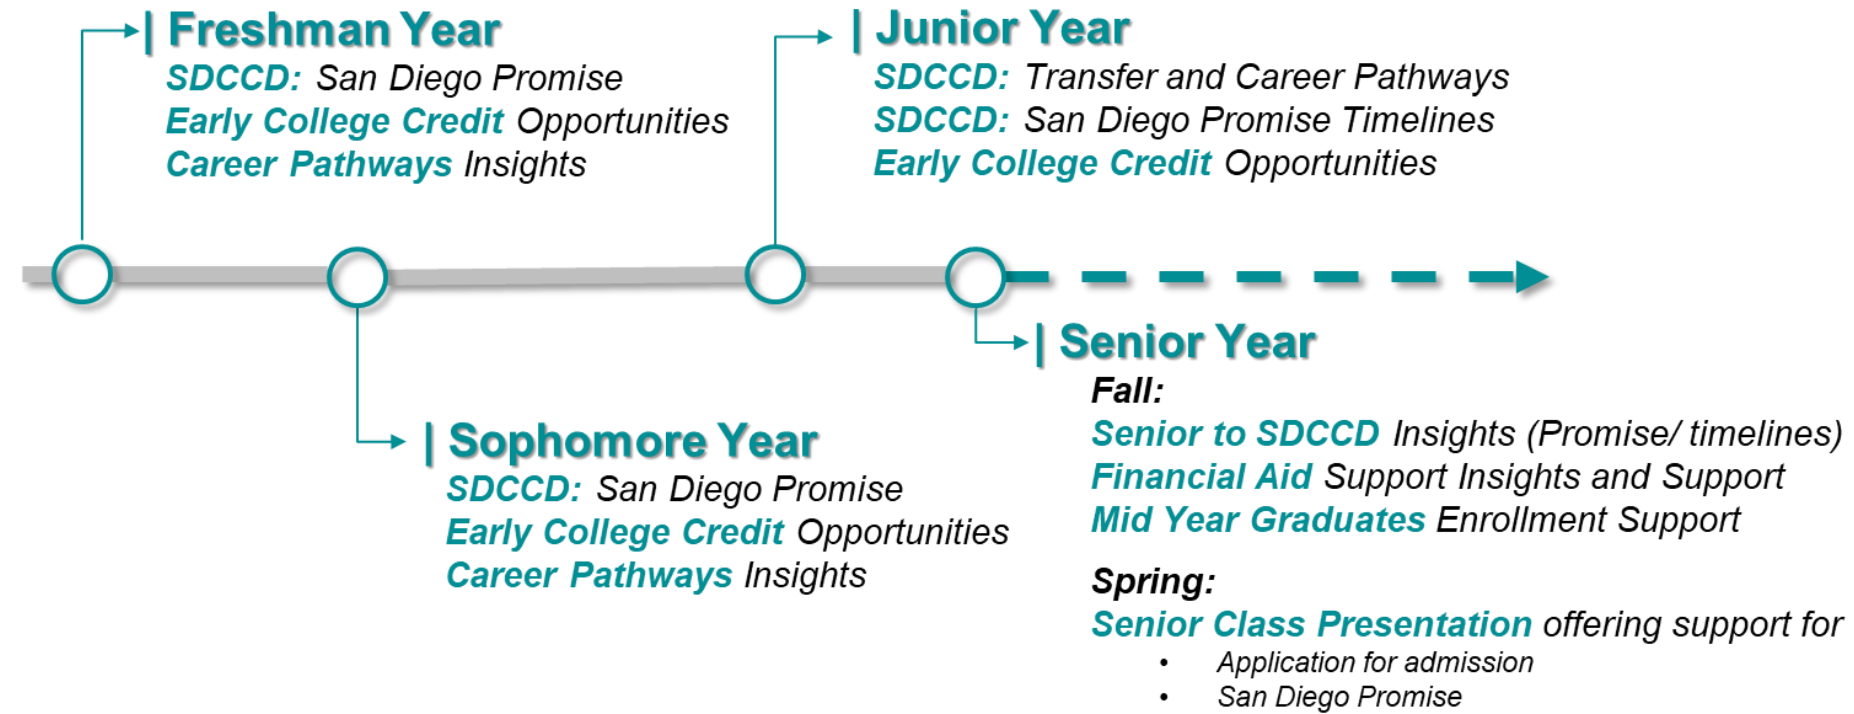 | Freshman Year
SDCCD: San Diego Promise
Early College Credit Opportunities
Career Pathways Insights
| Sophomore Year
SDCCD: San Diego Promise
Early College Credit Opportunities
Career Pathways Insights
| Junior Year
SDCCD: Transfer and Career Pathways
SDCCD: San Diego Promise Timelines
Early College Credit Opportunities
| Senior Year
Fall:
Senior to SDCCD Insights (Promise/ timelines)
Financial Aid Support Insights and Support
Mid Year Graduates Enrollment Support
Spring:
Senior Class Presentation offering support for
• Application for admission
• San Diego Promise